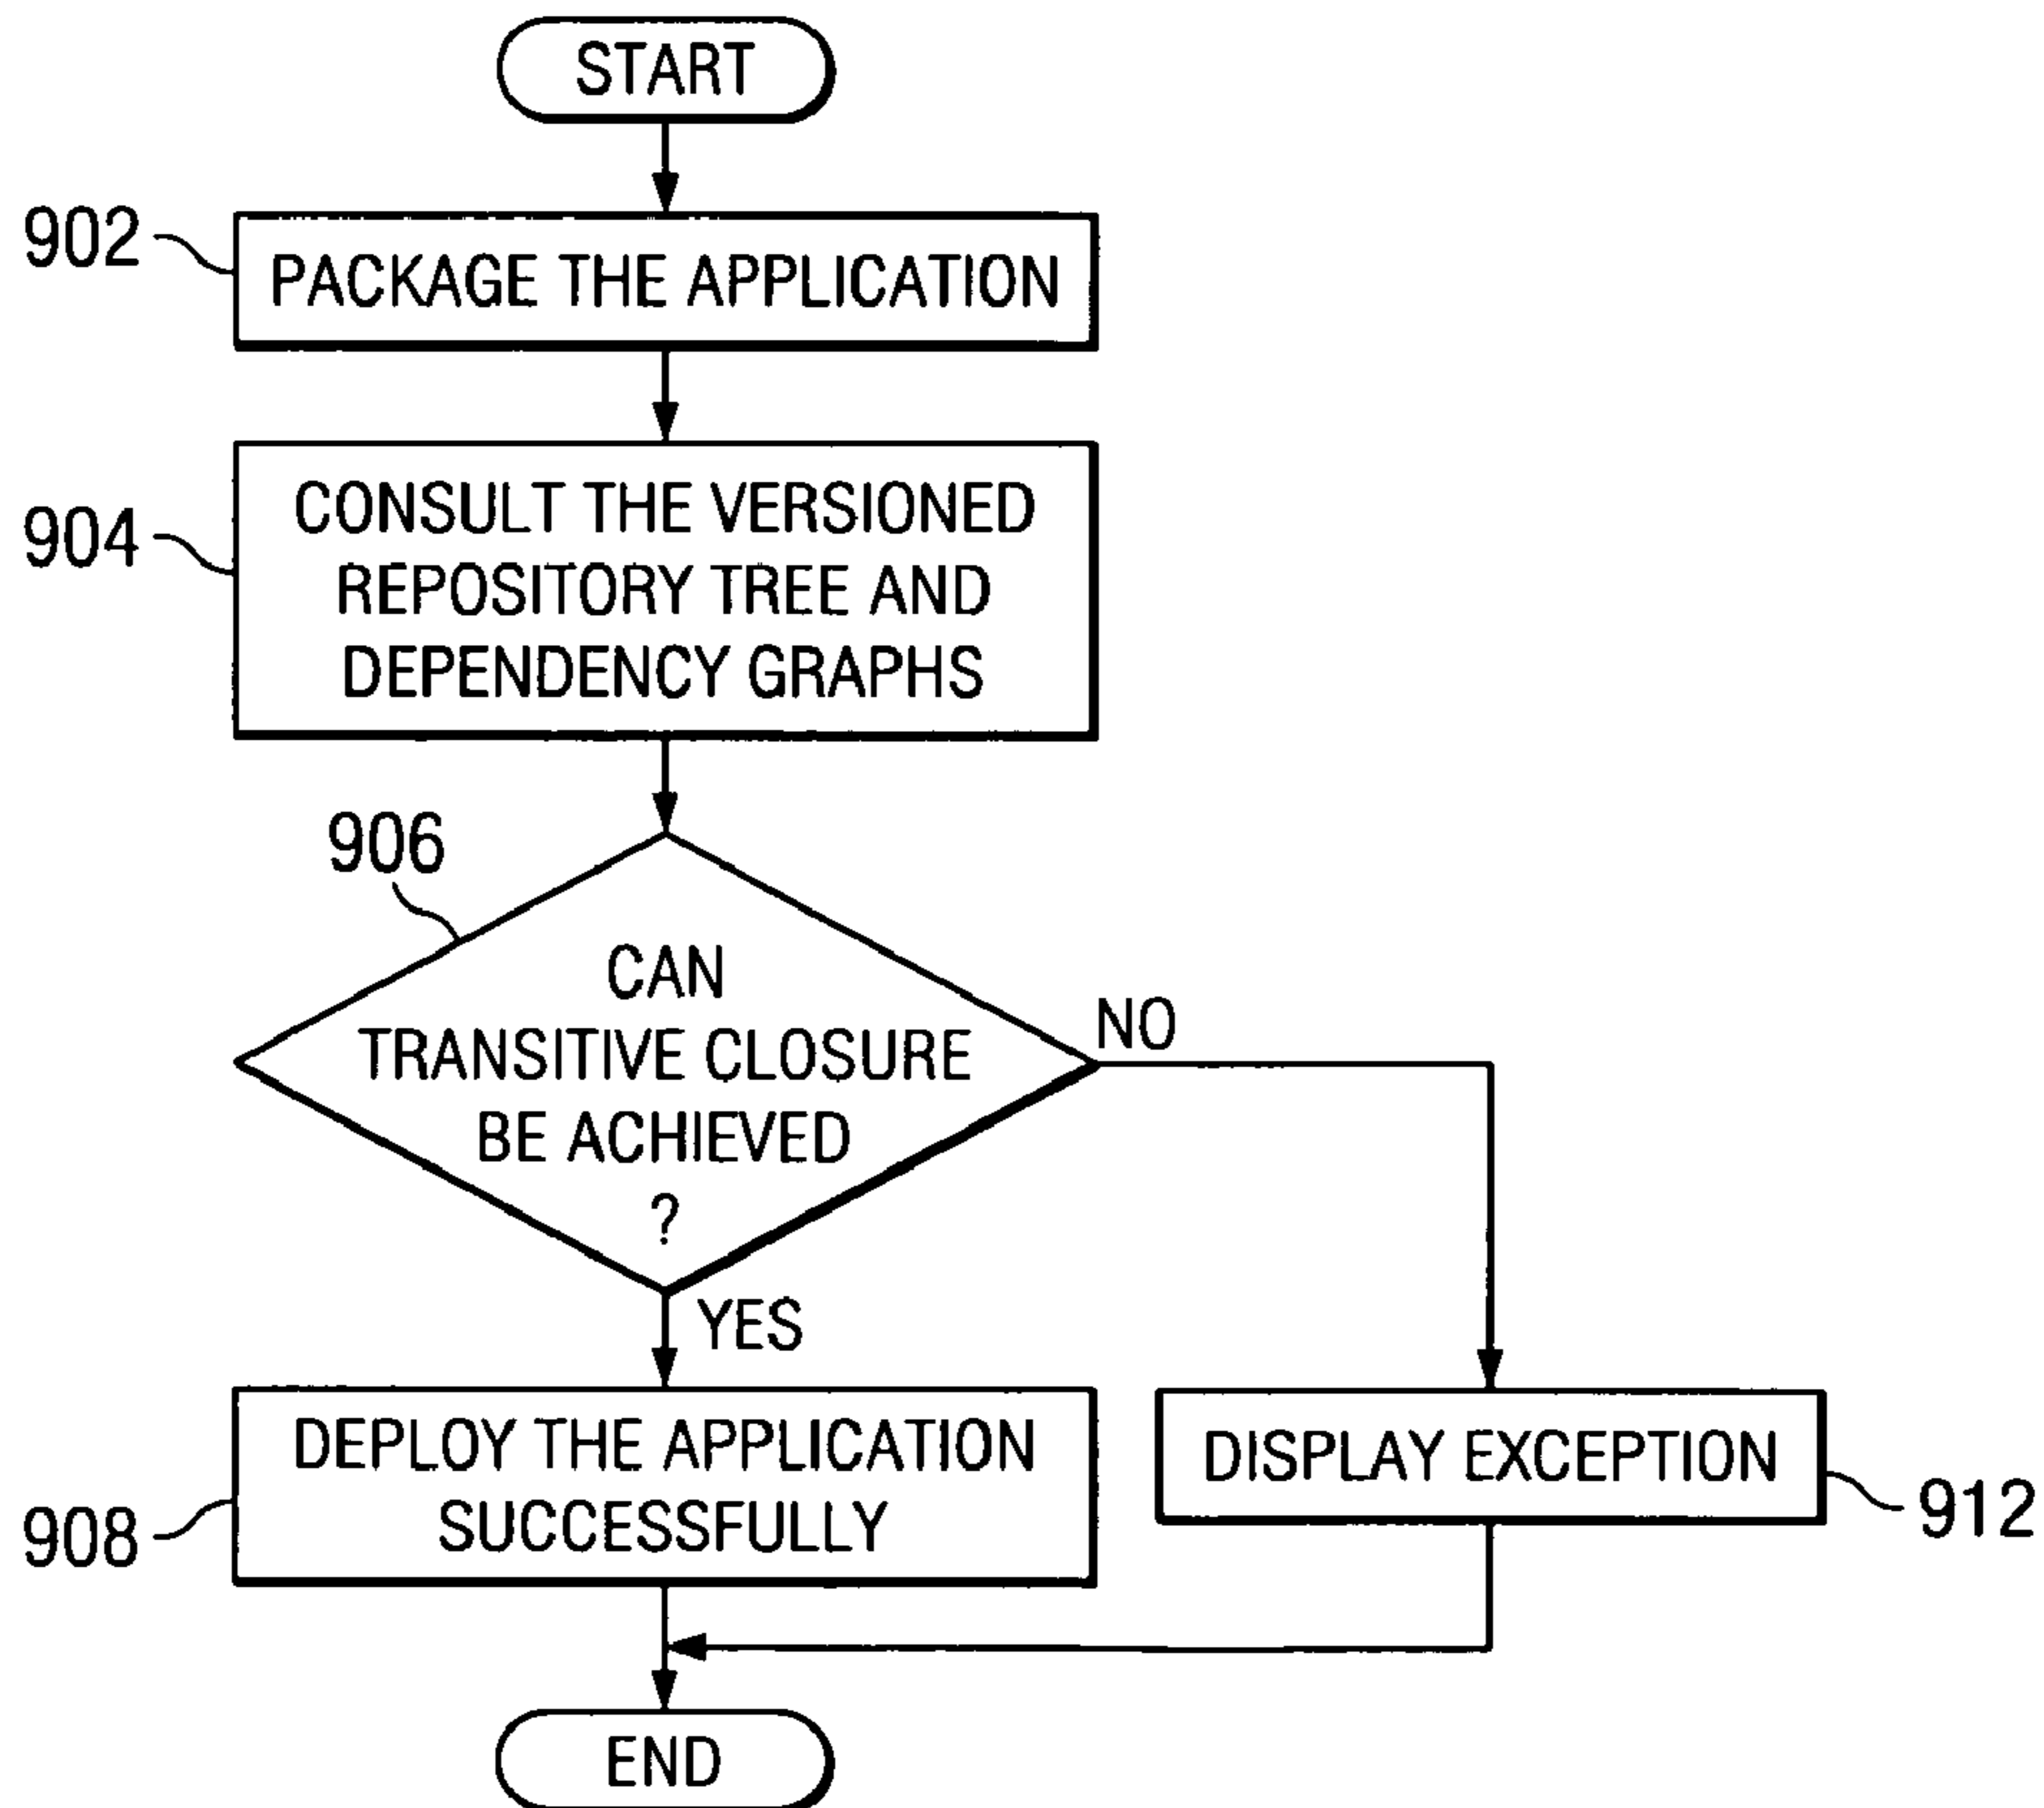 START
902
PACKAGE THE APPLICATION
904
CONSULT THE VERSIONED
REPOSITORY TREE AND
DEPENDENCY GRAPHS
906
CAN
TRANSITIVE CLOSURE
BE ACHIEVED
?
NO
YES
908
DEPLOY THE APPLICATION
SUCCESSFULLY
DISPLAY EXCEPTION
912
END